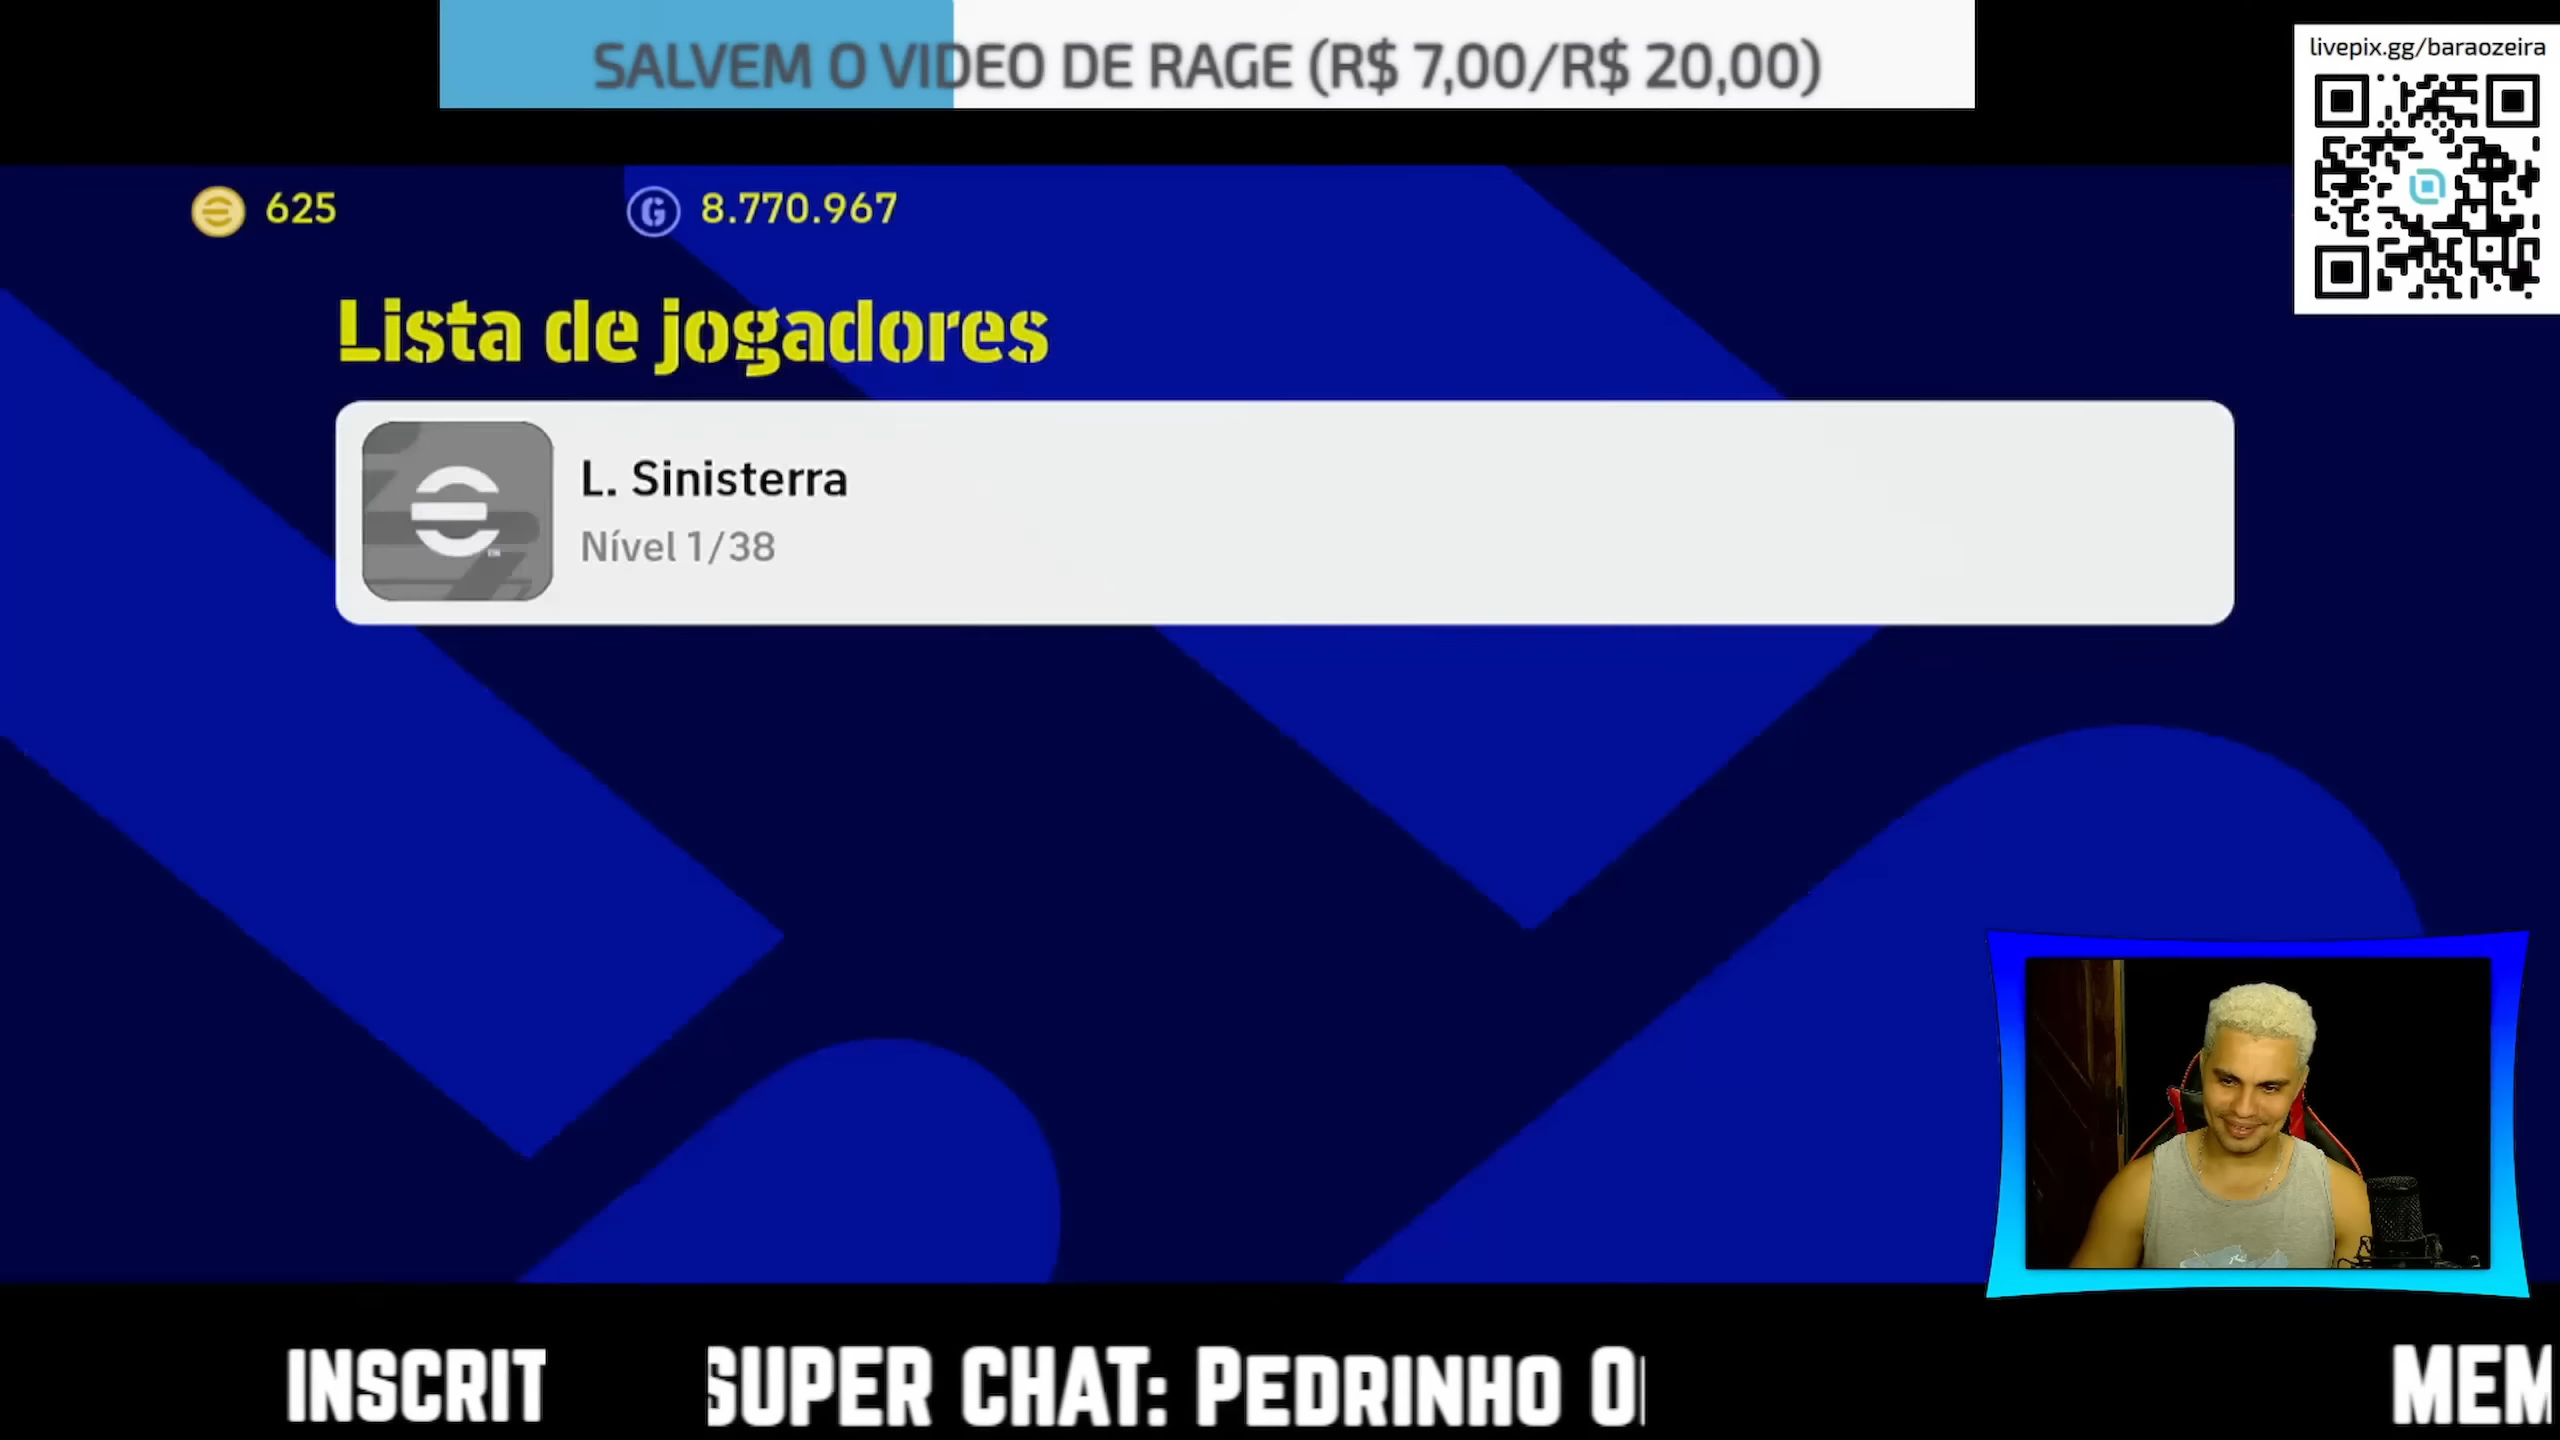 SALVEM O VIDEO DE RAGE (R$ 7,00/R$ 20,00)
livepix.gg/baraozeira
625
8.770.967
Lista de jogadores
L. Sinisterra
Nível 1/38
INSCRIT
SUPER CHAT: PEDRINHO
MEM